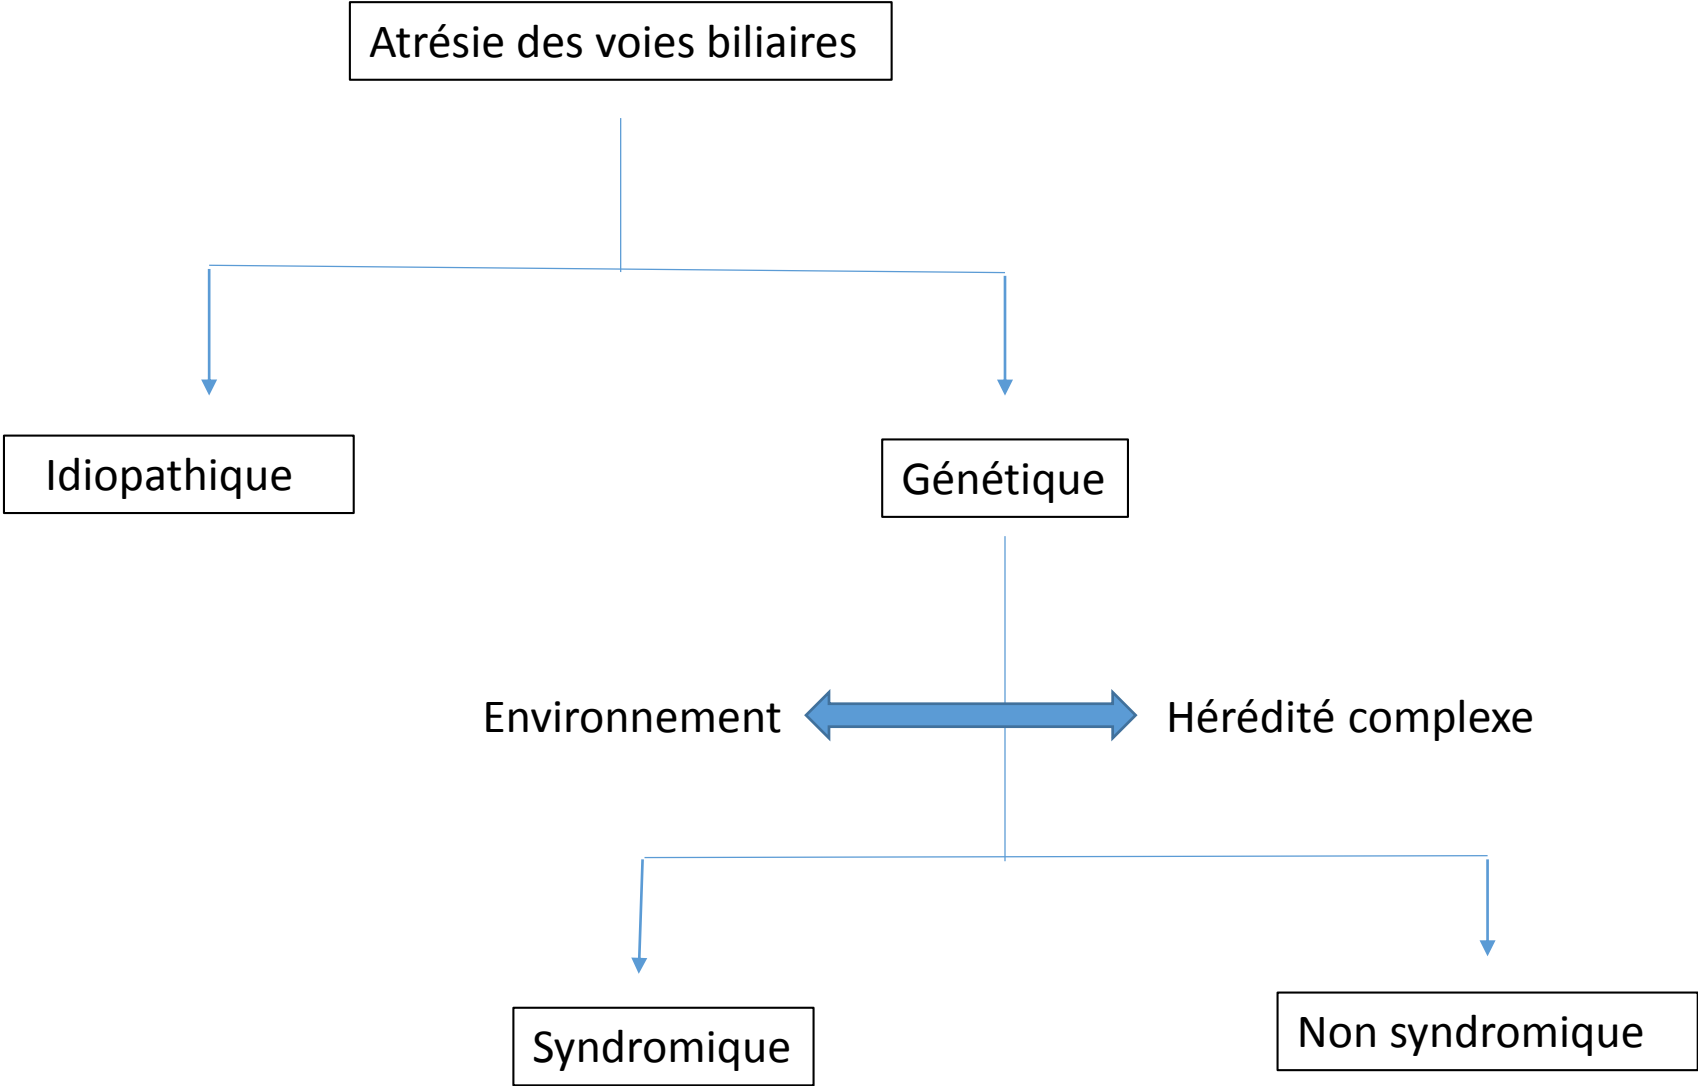 Atrésie des voies biliaires
Idiopathique
Génétique
Environnement
Hérédité complexe
Syndromique
Non syndromique